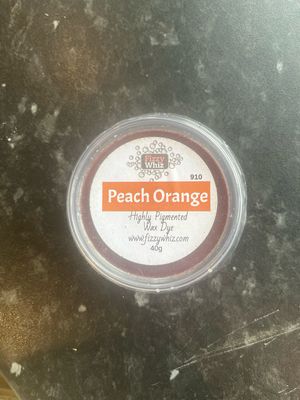 Fizzy
Whiz
910
Peach Orange
Highly Pigmented
Wax Dye
www.fizzywhiz.com
40g